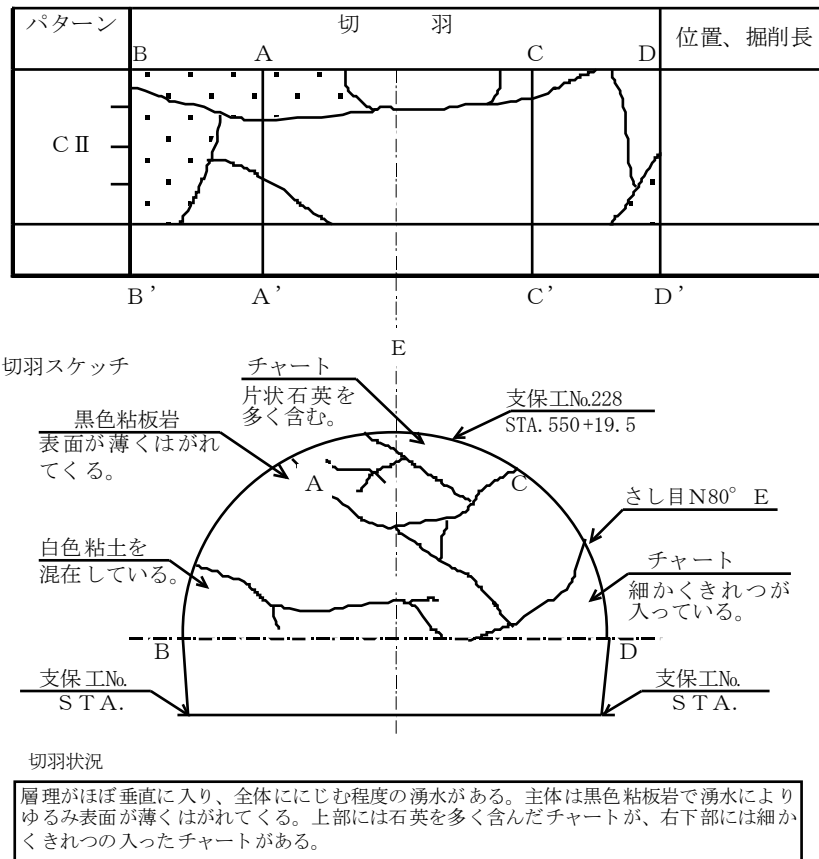 パターン
切 羽
位置、掘削長
B A C D
CⅡ
B' A' C' D'
E
切羽スケッチ
チャート
片状石英を
多く含む。
支保工No.228
STA.550+19.5
黒色粘板岩
表面が薄くはがれ
てくる。
A
C
さし目N80° E
白色粘土を
混在している。
チャート
細かくきれつが
入っている。
B
D
支保工No.
STA.
支保工No.
STA.
切羽状況
層理がほぼ垂直に入り、全体ににじむ程度の湧水がある。主体は黒色粘板岩で湧水により
ゆるみ表面が薄くはがれてくる。上部には石英を多く含んだチャートが、右下部には細か
くきれつの入ったチャートがある。